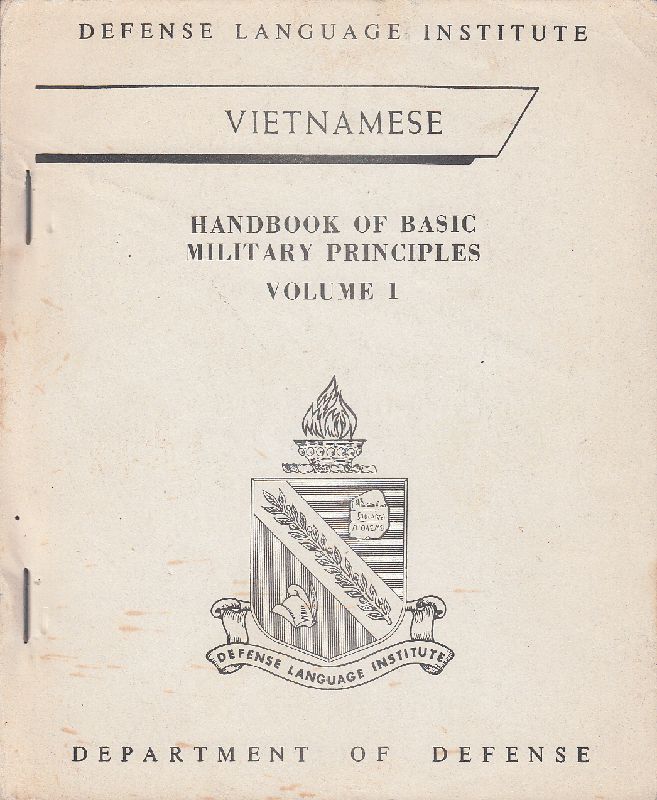 DEFENSE LANGUAGE INSTITUTE
VIETNAMESE
HANDBOOK OF BASIC
MILITARY PRINCIPLES
VOLUME I
DEFENSE LANGUAGE INSTITUTE
DEPARTMENT OF DEFENSE